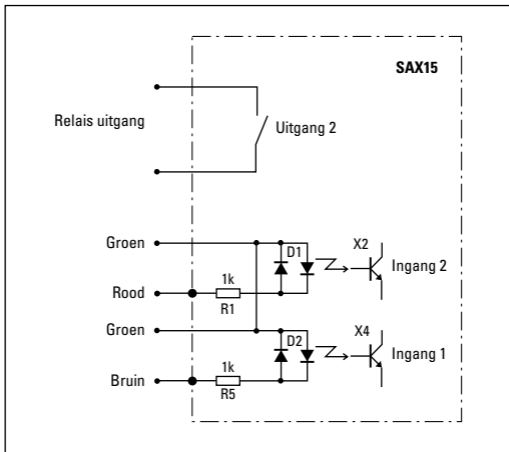 SAX15
Relais uitgang
Uitgang 2
Groen
D1
X2
Ingang 2
1k
Rood
R1
Groen
D2
X4
Ingang 1
1k
Bruin
R5